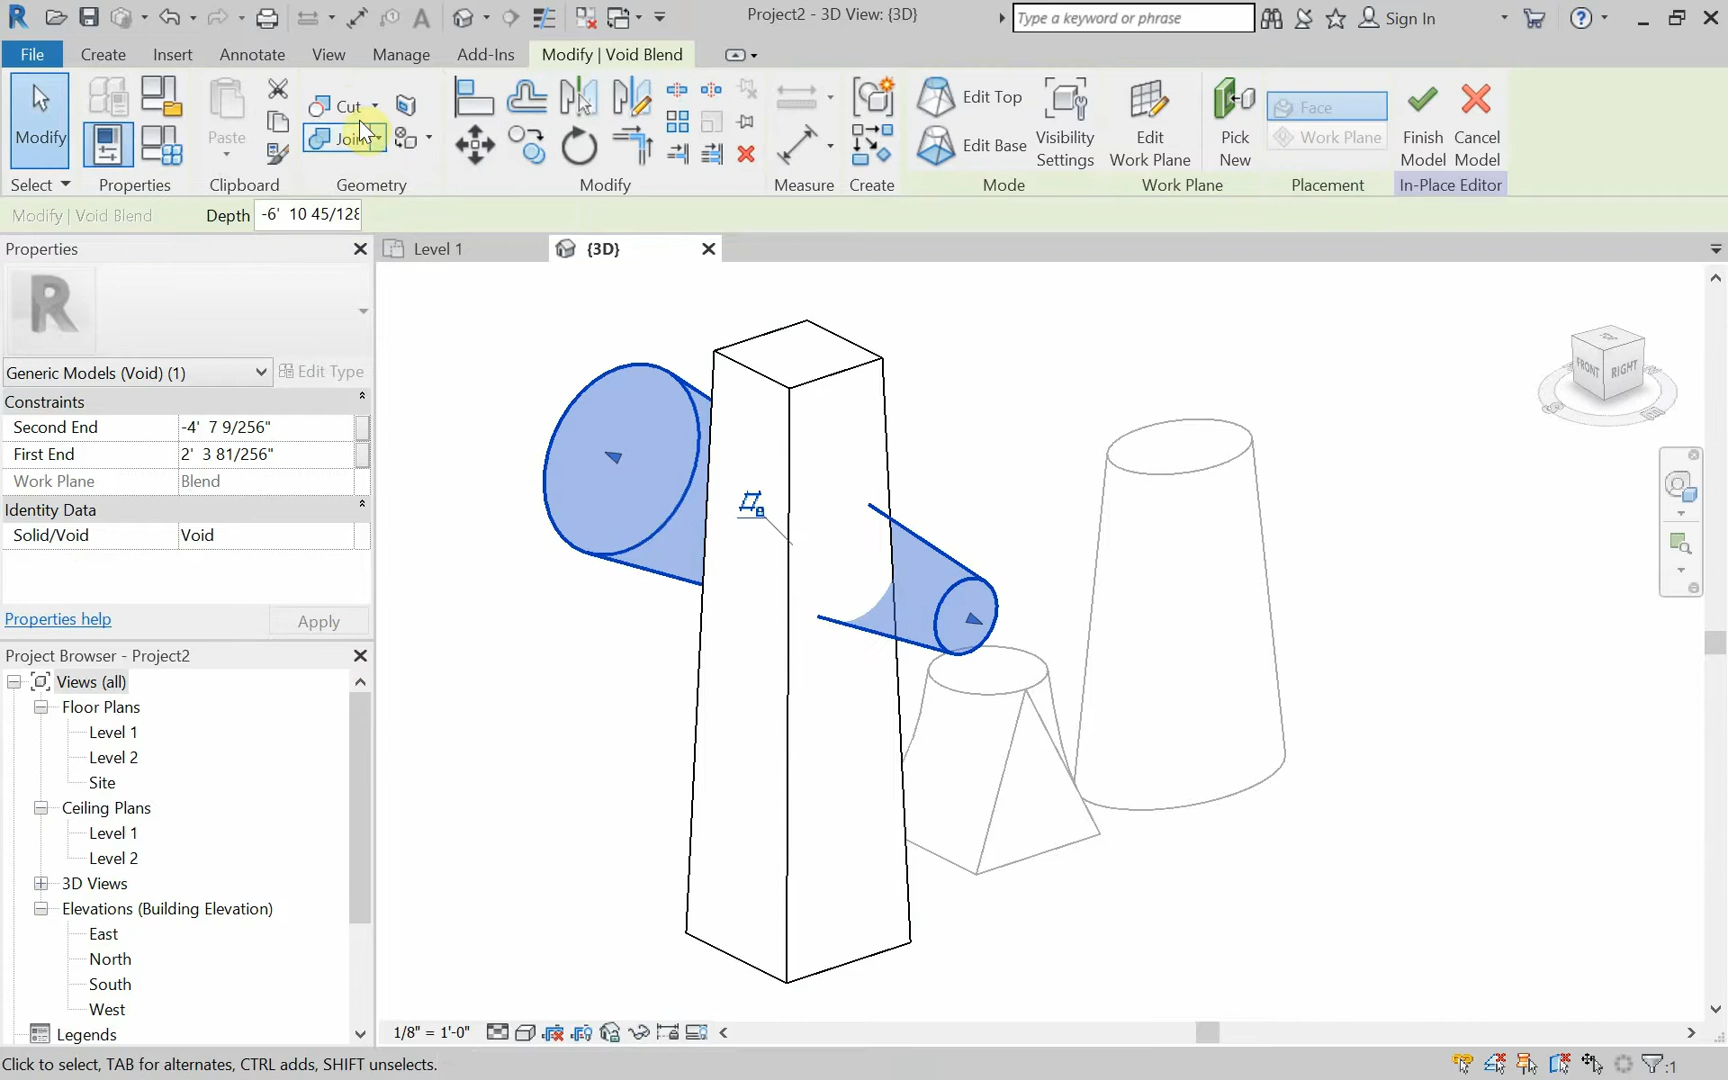 Project2 - 3D View: {3D}
Type a keyword or phrase
Sign In
File
Create
Insert
Annotate
View
Manage
Add-Ins
Modify | Void Blend
Modify
Paste
Cut
Join
Edit Top
Edit Base
Visibility
Settings
Edit
Work Plane
Pick
New
Face
Work Plane
Finish
Model
Cancel
Model
Select
Properties
Clipboard
Geometry
Modify
Measure
Create
Mode
Work Plane
Placement
In-Place Editor
Modify | Void Blend
Depth
-6' 10 45/128
Properties
Level 1
{3D}
Generic Models (Void) (1)
Edit Type
Constraints
Second End
-4' 7 9/256"
First End
2' 3 81/256"
Work Plane
Blend
Identity Data
Solid/Void
Void
Properties help
Apply
Project Browser - Project2
Views (all)
Floor Plans
Level 1
Level 2
Site
Ceiling Plans
Level 1
Level 2
3D Views
Elevations (Building Elevation)
East
North
South
West
Legends
FRONT
RIGHT
1/8" = 1'-0"
Click to select, TAB for alternates, CTRL adds, SHIFT unselects.
:1